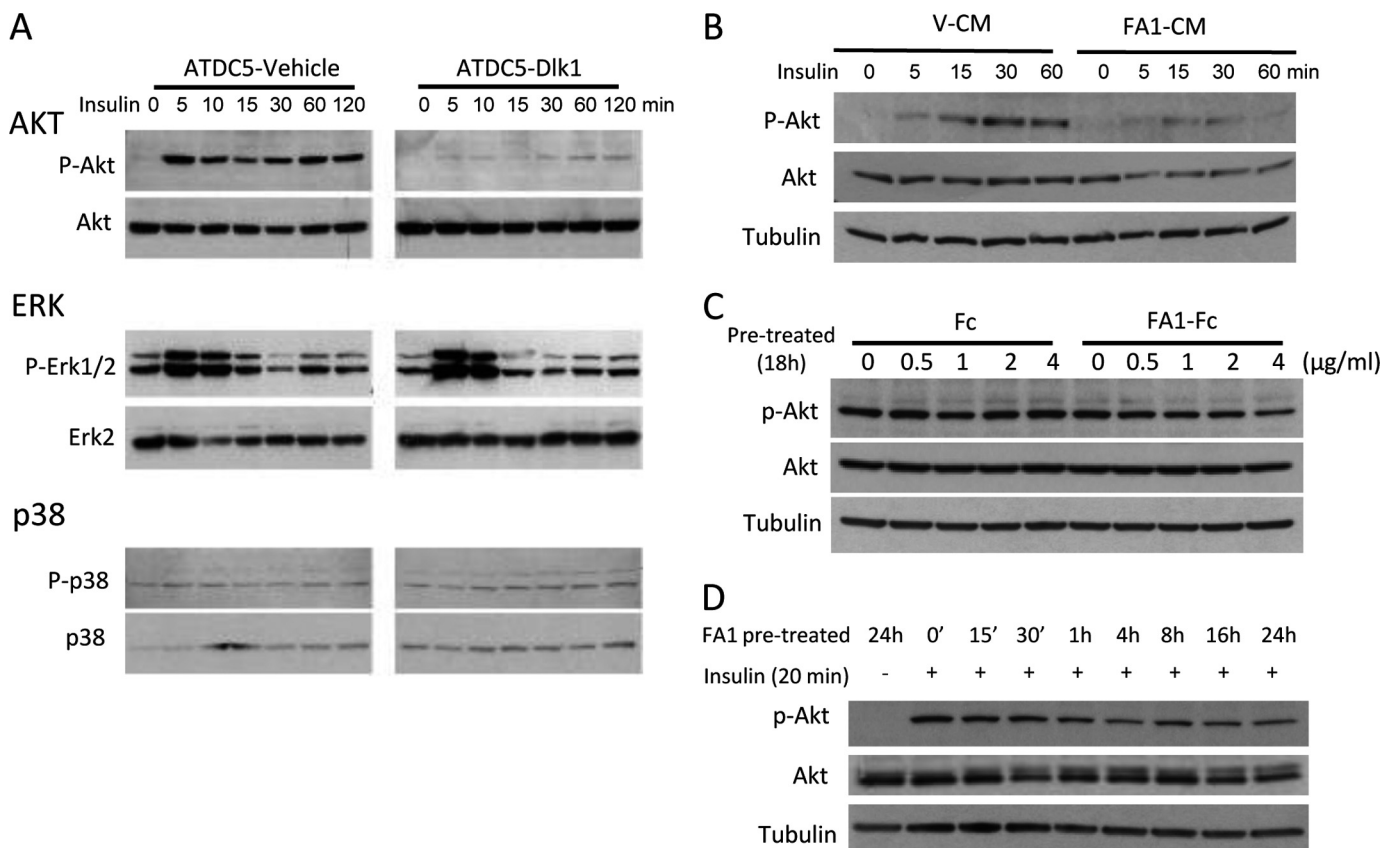 A
ATDC5-Vehicle ATDC5-Dlk1
Insulin 0 5 10 15 30 60 120 0 5 10 15 30 60 120 min
AKT
P-Akt
Akt
ERK
P-Erk1/2
Erk2
p38
P-p38
p38
B
V-CM FA1-CM
Insulin 0 5 15 30 60 0 5 15 30 60 min
P-Akt
Akt
Tubulin
C
Fc FA1-Fc
Pre-treated
(18h) 0 0.5 1 2 4 0 0.5 1 2 4 (µg/ml)
p-Akt
Akt
Tubulin
D
FA1 pre-treated 24h 0’ 15’ 30’ 1h 4h 8h 16h 24h
Insulin (20 min) - + + + + + + + +
p-Akt
Akt
Tubulin